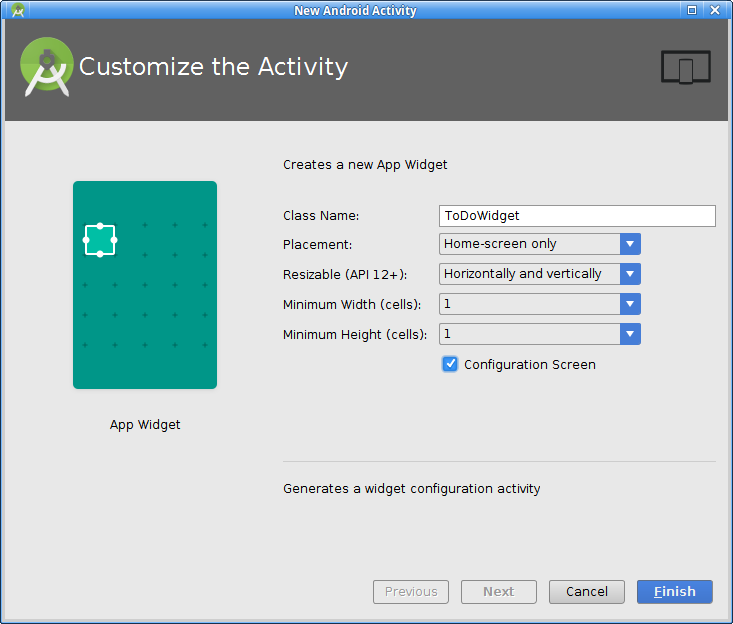 New Android Activity
Customize the Activity
Creates a new App Widget
Class Name: ToDoWidget
Placement: Home-screen only
Resizable (API 12+): Horizontally and vertically
Minimum Width (cells): 1
Minimum Height (cells): 1
Configuration Screen
App Widget
Generates a widget configuration activity
Previous Next Cancel Finish